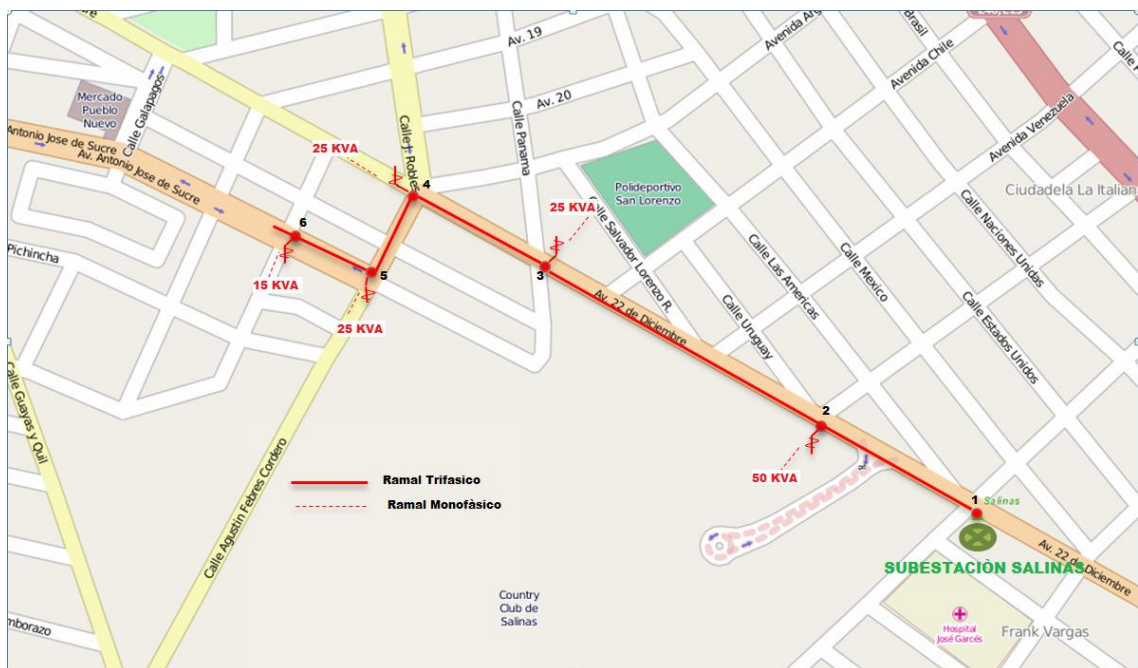 Av. 19
Avenida Arg
Brasil
Avenida Chile
Mercado
Pueblo
Nuevo
Calle Galapagos
Av. 20
Calle Panama
Avenida Venezuela
Antonio Jose de Sucre
Av. Antonio Jose de Sucre
25 KVA
Calle J. Robles
4
Polideportivo
San Lorenzo
Ciudadela La Italian
25 KVA
Calle Salvador Lorenzo R.
Calle Las Americas
Calle Mexico
Calle Naciones Unidas
Pichincha
6
5
3
15 KVA
25 KVA
Av. 22 de Diciembre
Calle Uruguay
Calle Estados Unidos
Calle Guayas y Quil
2
50 KVA
Calle Agustin Febres Cordero
Ramal Trifasico
Ramal Monofàsico
1
Salinas
SUBESTACIÒN SALINAS
Av. 22 de Diciembre
Country
Club de
Salinas
Hospital
José Garcés
Frank Vargas
mborazo